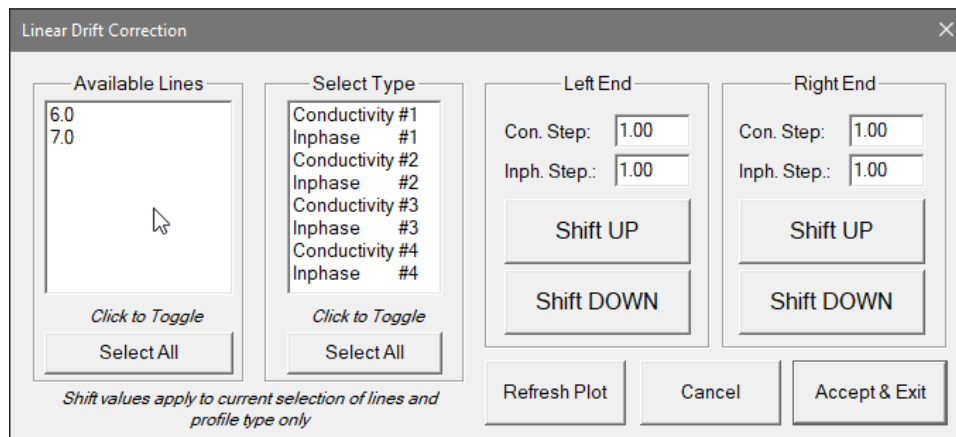 Linear Drift Correction
Available Lines
6.0
7.0
Click to Toggle
Select All
Select Type
Conductivity #1
Inphase #1
Conductivity #2
Inphase #2
Conductivity #3
Inphase #3
Conductivity #4
Inphase #4
Click to Toggle
Select All
Shift values apply to current selection of lines and
profile type only
Left End
Con. Step: 1.00
Inph. Step.: 1.00
Shift UP
Shift DOWN
Right End
Con. Step: 1.00
Inph. Step.: 1.00
Shift UP
Shift DOWN
Refresh Plot
Cancel
Accept & Exit